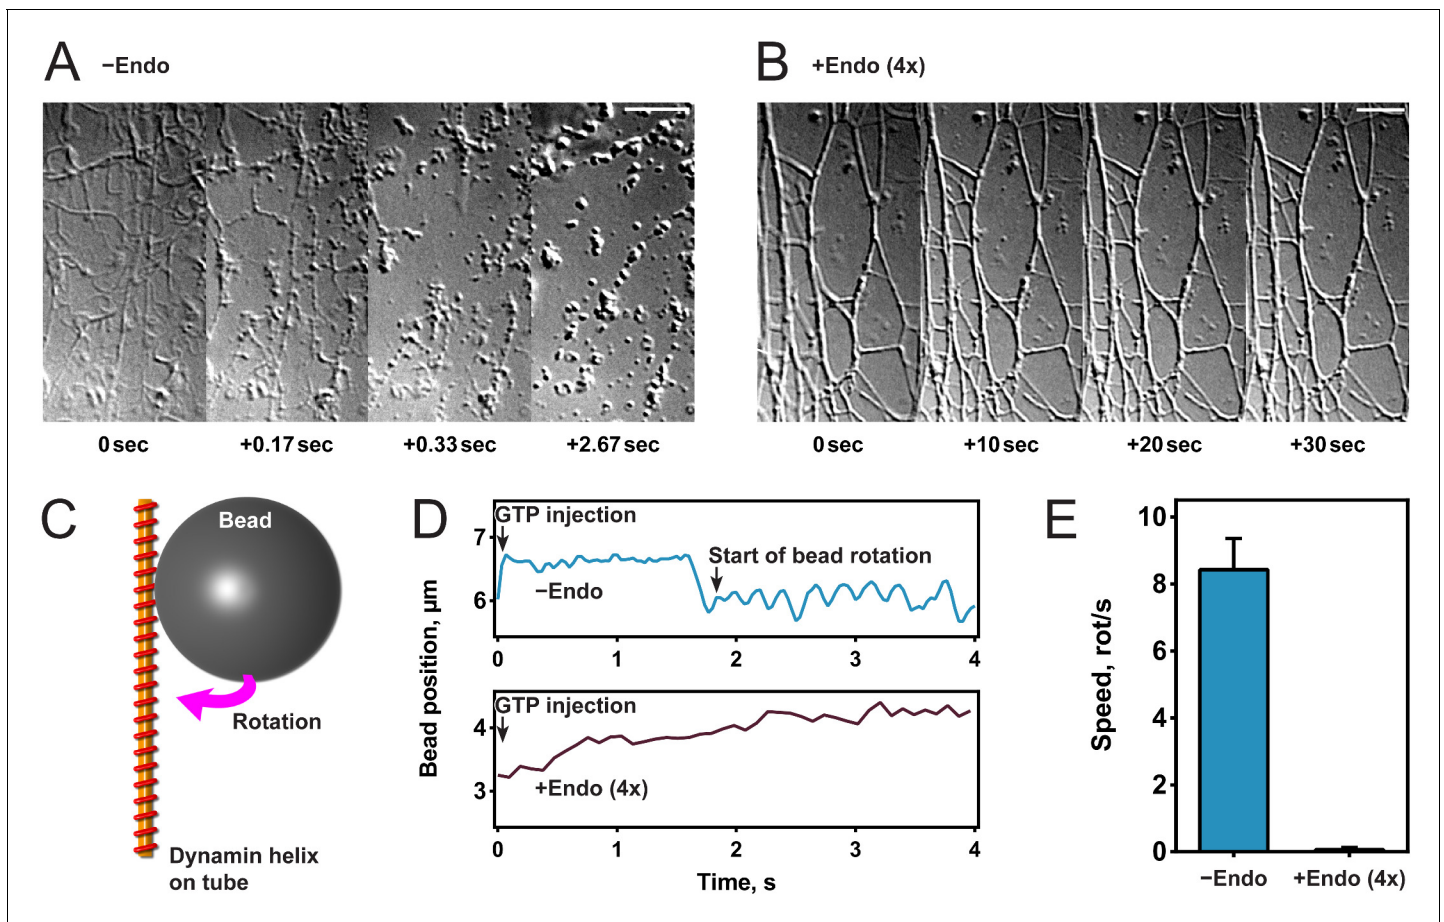 A −Endo
0 sec
+0.17 sec
+0.33 sec
+2.67 sec
B +Endo (4x)
0 sec
+10 sec
+20 sec
+30 sec
C
Bead
Rotation
Dynamin helix
on tube
D
Bead position, µm
7
6
GTP injection
Start of bead rotation
−Endo
0 1 2 3 4
4
3
GTP injection
+Endo (4x)
0 1 2 3 4
Time, s
E
Speed, rot/s
10
8
6
4
2
0
−Endo
+Endo (4x)